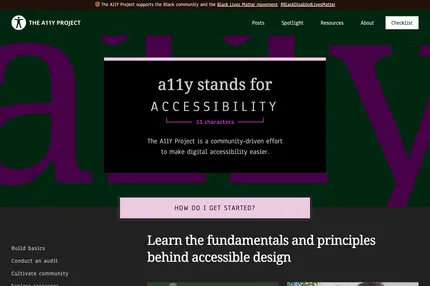 ✊🏾 The A11Y Project supports the Black community and the Black Lives Matter movement. #BlackDisabledLivesMatter
THE A11Y PROJECT
Posts
Spotlight
Resources
About
Checklist
a11y
a11y stands for
ACCESSIBILITY
11 characters
The A11Y Project is a community-driven effort
to make digital accessibility easier.
HOW DO I GET STARTED?
Learn the fundamentals and principles
behind accessible design
Build basics
Conduct an audit
Cultivate community
Explore resources